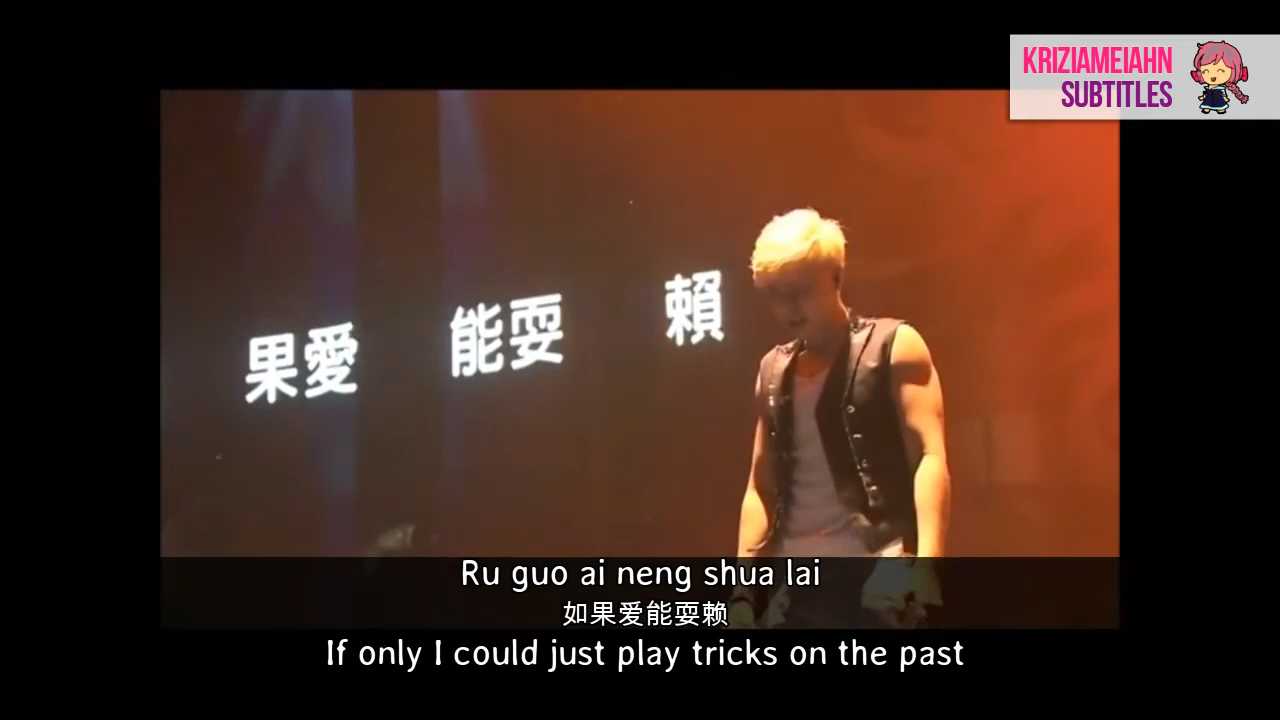 KRIZIAMEIAHN
SUBTITLES
果愛 能耍 賴
Ru guo ai neng shua lai
如果爱能耍赖
If only I could just play tricks on the past